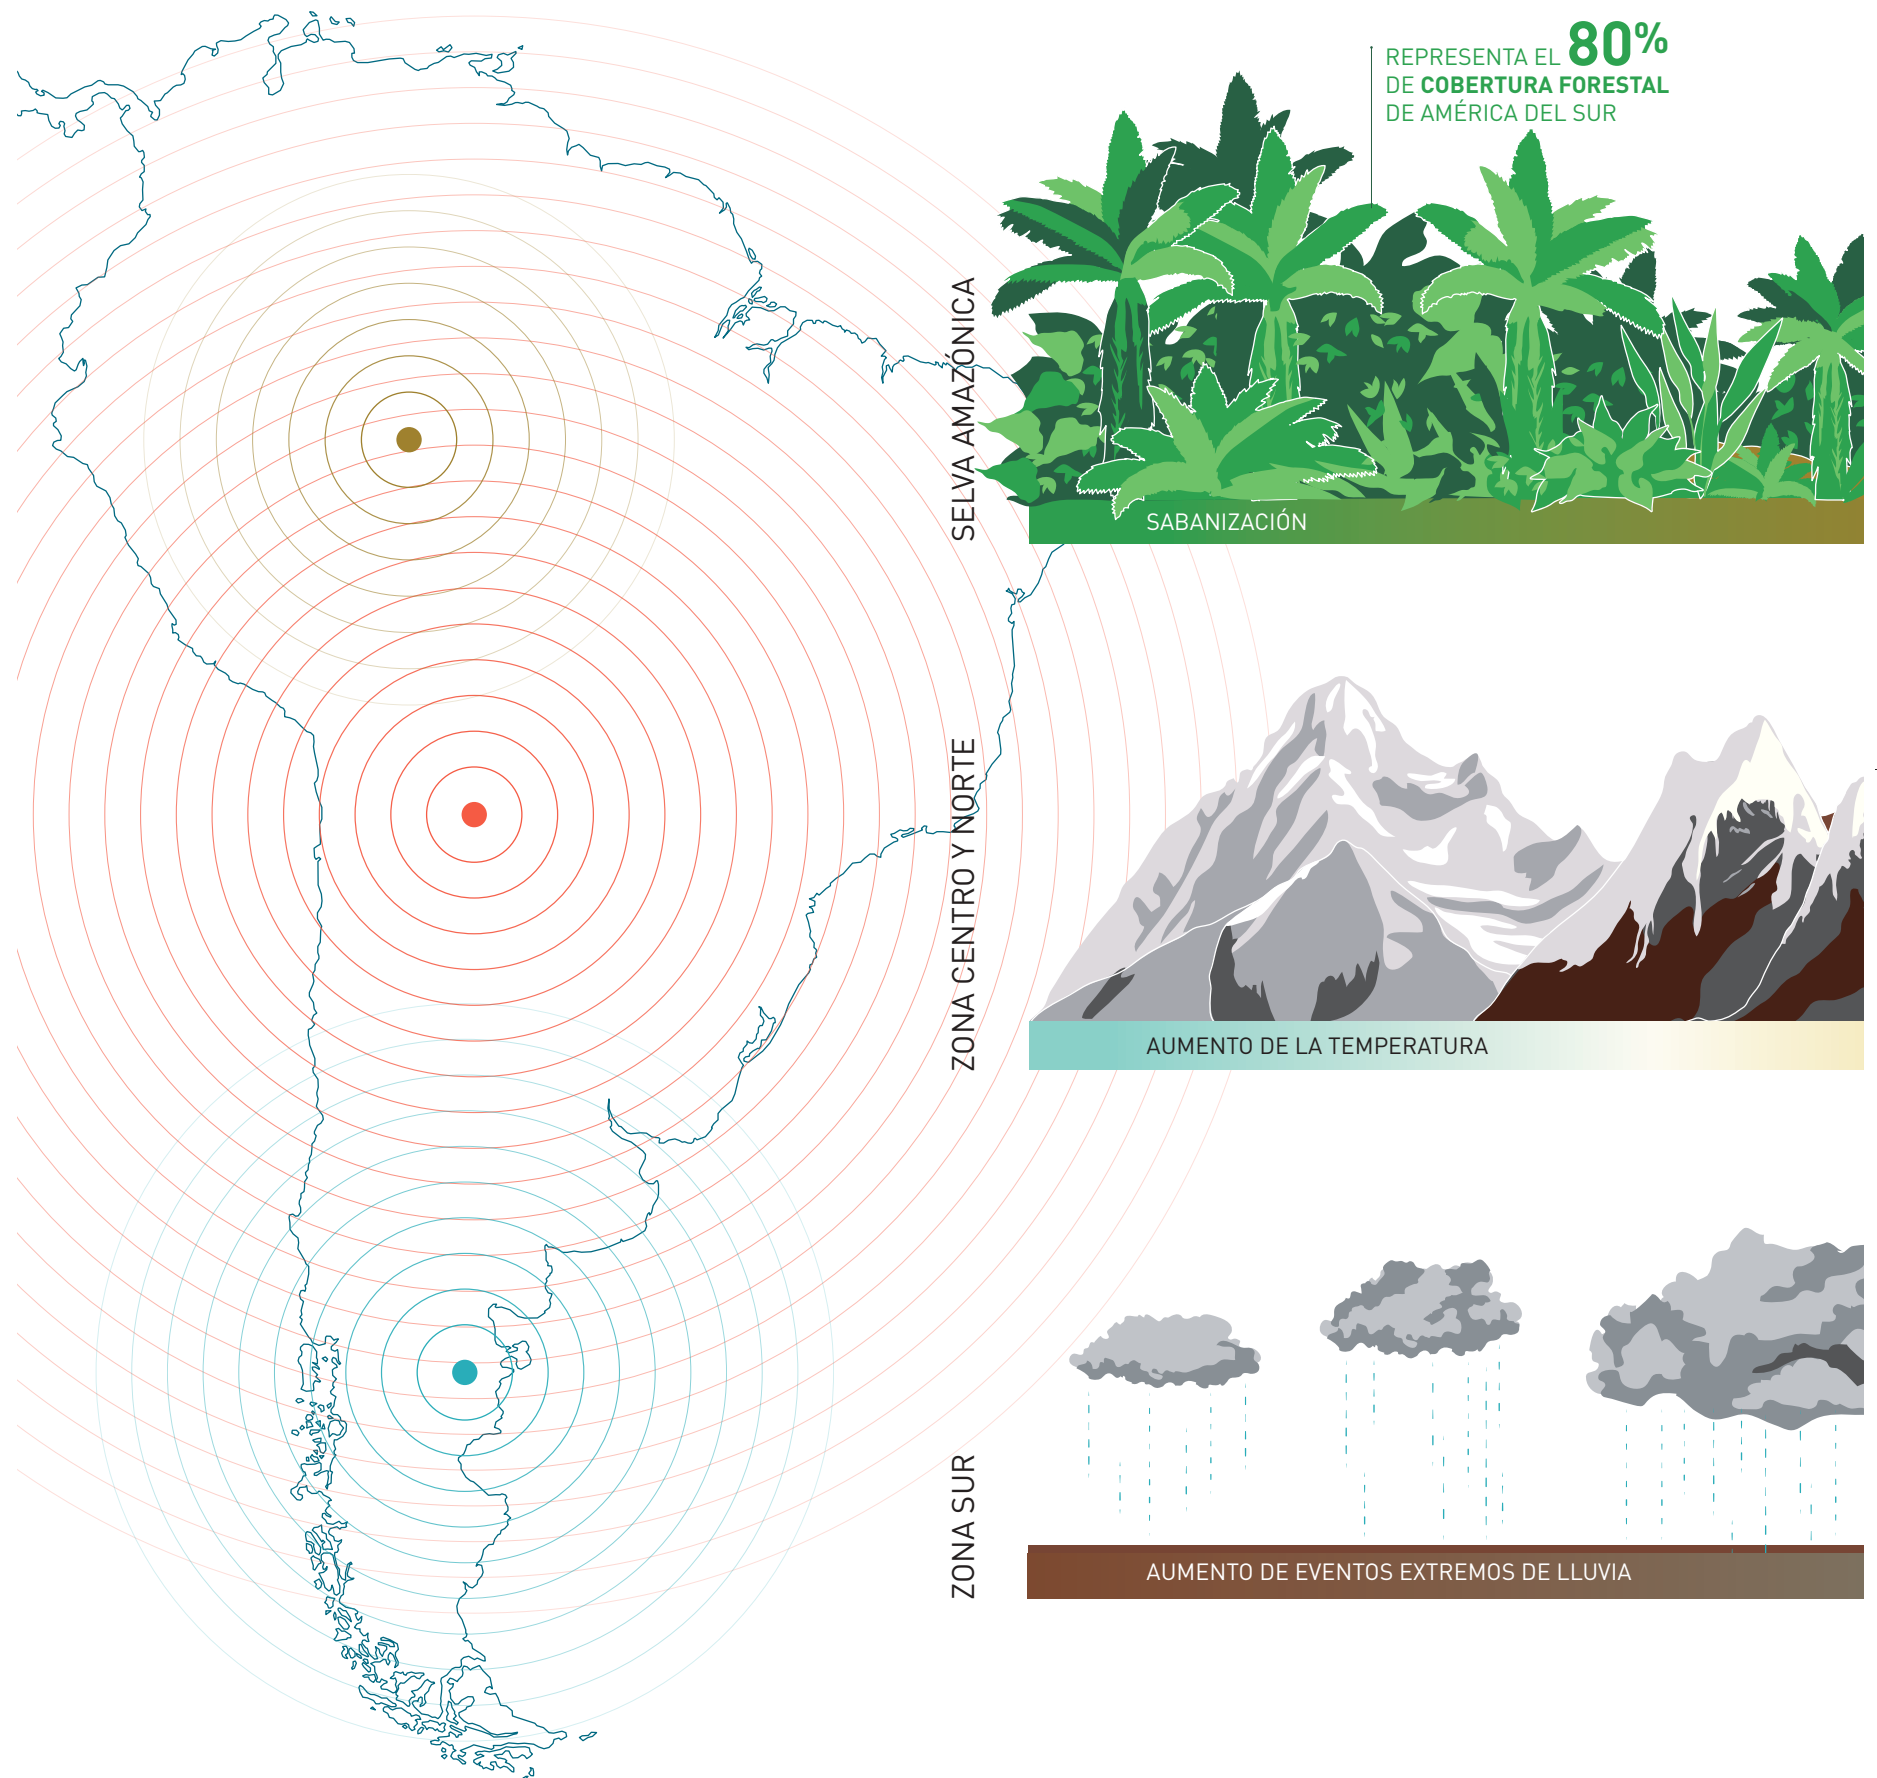 REPRESENTA EL 80%
DE COBERTURA FORESTAL
DE AMÉRICA DEL SUR
SELVA AMAZÓNICA
SABANIZACIÓN
ZONA CENTRO Y NORTE
AUMENTO DE LA TEMPERATURA
ZONA SUR
AUMENTO DE EVENTOS EXTREMOS DE LLUVIA